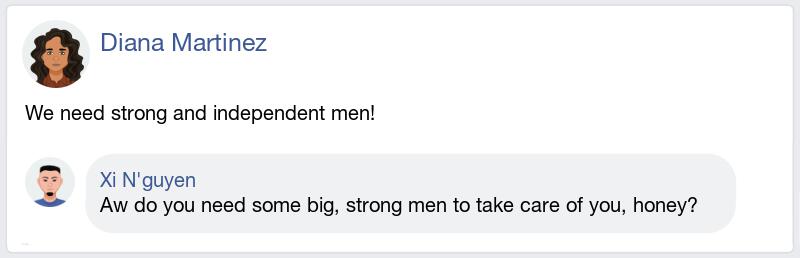 Diana Martinez
We need strong and independent men!
Xi N'guyen
Aw do you need some big, strong men to take care of you, honey?